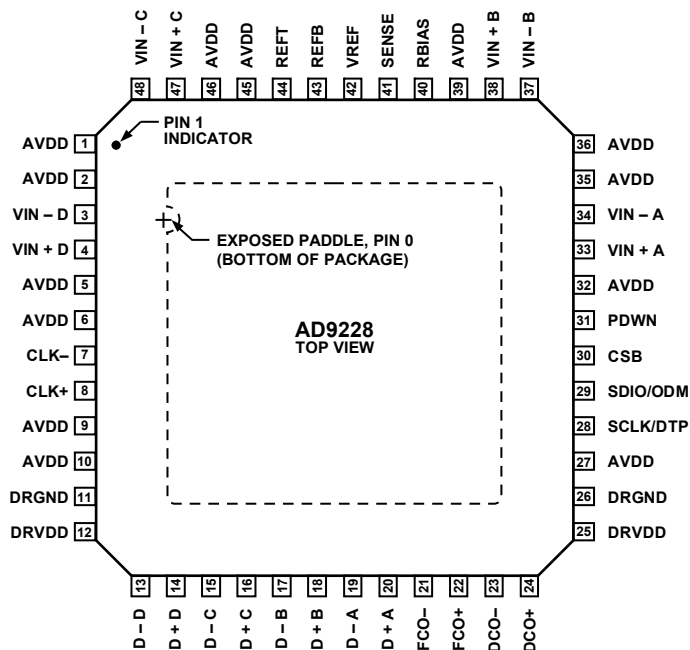 VIN – C
VIN + C
AVDD
AVDD
REFT
REFB
VREF
SENSE
RBIAS
AVDD
VIN + B
VIN – B
48
47
46
45
44
43
42
41
40
39
38
37
PIN 1
INDICATOR
AVDD 1
AVDD 2
VIN – D 3
VIN + D 4
AVDD 5
AVDD 6
CLK– 7
CLK+ 8
AVDD 9
AVDD 10
DRGND 11
DRVDD 12
EXPOSED PADDLE, PIN 0
(BOTTOM OF PACKAGE)
AD9228
TOP VIEW
36 AVDD
35 AVDD
34 VIN – A
33 VIN + A
32 AVDD
31 PDWN
30 CSB
29 SDIO/ODM
28 SCLK/DTP
27 AVDD
26 DRGND
25 DRVDD
13
14
15
16
17
18
19
20
21
22
23
24
D – D
D + D
D – C
D + C
D – B
D + B
D – A
D + A
FCO–
FCO+
DCO–
DCO+